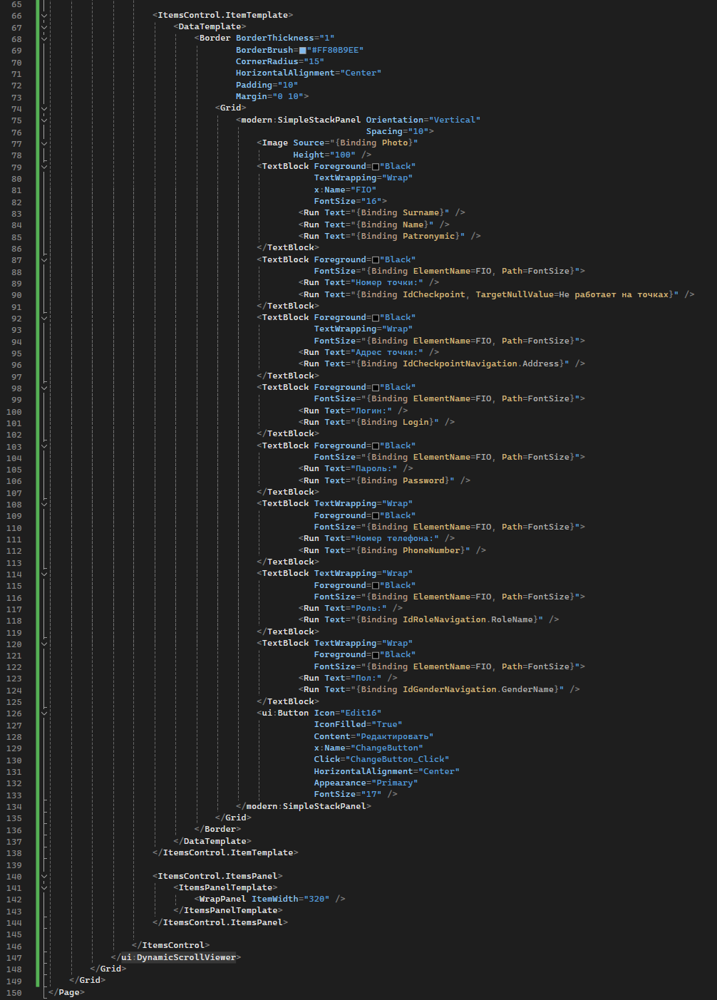 65
66 <ItemsControl.ItemTemplate>
67 <DataTemplate>
68 <Border BorderThickness="1"
69 BorderBrush="#FF80B9EE"
70 CornerRadius="15"
71 HorizontalAlignment="Center"
72 Padding="10"
73 Margin="0 10">
74 <Grid>
75 <modern:SimpleStackPanel Orientation="Vertical"
76 Spacing="10">
77 <Image Source="{Binding Photo}"
78 Height="100" />
79 <TextBlock Foreground="Black"
80 TextWrapping="Wrap"
81 x:Name="FIO"
82 FontSize="16">
83 <Run Text="{Binding Surname}" />
84 <Run Text="{Binding Name}" />
85 <Run Text="{Binding Patronymic}" />
86 </TextBlock>
87 <TextBlock Foreground="Black"
88 FontSize="{Binding ElementName=FIO, Path=FontSize}">
89 <Run Text="Номер точки:" />
90 <Run Text="{Binding IdCheckpoint, TargetNullValue=Не работает на точках}" />
91 </TextBlock>
92 <TextBlock Foreground="Black"
93 TextWrapping="Wrap"
94 FontSize="{Binding ElementName=FIO, Path=FontSize}">
95 <Run Text="Адрес точки:" />
96 <Run Text="{Binding IdCheckpointNavigation.Address}" />
97 </TextBlock>
98 <TextBlock Foreground="Black"
99 FontSize="{Binding ElementName=FIO, Path=FontSize}">
100 <Run Text="Логин:" />
101 <Run Text="{Binding Login}" />
102 </TextBlock>
103 <TextBlock Foreground="Black"
104 FontSize="{Binding ElementName=FIO, Path=FontSize}">
105 <Run Text="Пароль:" />
106 <Run Text="{Binding Password}" />
107 </TextBlock>
108 <TextBlock TextWrapping="Wrap"
109 Foreground="Black"
110 FontSize="{Binding ElementName=FIO, Path=FontSize}">
111 <Run Text="Номер телефона:" />
112 <Run Text="{Binding PhoneNumber}" />
113 </TextBlock>
114 <TextBlock TextWrapping="Wrap"
115 Foreground="Black"
116 FontSize="{Binding ElementName=FIO, Path=FontSize}">
117 <Run Text="Роль:" />
118 <Run Text="{Binding IdRoleNavigation.RoleName}" />
119 </TextBlock>
120 <TextBlock TextWrapping="Wrap"
121 Foreground="Black"
122 FontSize="{Binding ElementName=FIO, Path=FontSize}">
123 <Run Text="Пол:" />
124 <Run Text="{Binding IdGenderNavigation.GenderName}" />
125 </TextBlock>
126 <ui:Button Icon="Edit16"
127 IconFilled="True"
128 Content="Редактировать"
129 x:Name="ChangeButton"
130 Click="ChangeButton_Click"
131 HorizontalAlignment="Center"
132 Appearance="Primary"
133 FontSize="17" />
134 </modern:SimpleStackPanel>
135 </Grid>
136 </Border>
137 </DataTemplate>
138 </ItemsControl.ItemTemplate>
139
140 <ItemsControl.ItemsPanel>
141 <ItemsPanelTemplate>
142 <WrapPanel ItemWidth="320" />
143 </ItemsPanelTemplate>
144 </ItemsControl.ItemsPanel>
145
146 </ItemsControl>
147 </ui:DynamicScrollViewer>
148 </Grid>
149 </Grid>
150 </Page>